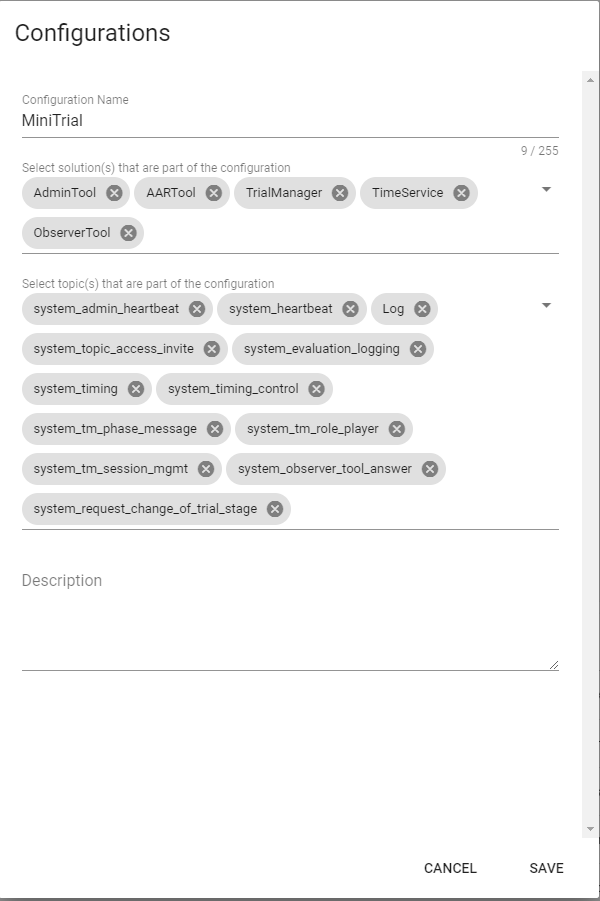 Configurations
Configuration Name
MiniTrial
9 / 255
Select solution(s) that are part of the configuration
AdminTool AARTool TrialManager TimeService
ObserverTool
Select topic(s) that are part of the configuration
system_admin_heartbeat system_heartbeat Log
system_topic_access_invite system_evaluation_logging
system_timing system_timing_control
system_tm_phase_message system_tm_role_player
system_tm_session_mgmt system_observer_tool_answer
system_request_change_of_trial_stage
Description
CANCEL SAVE